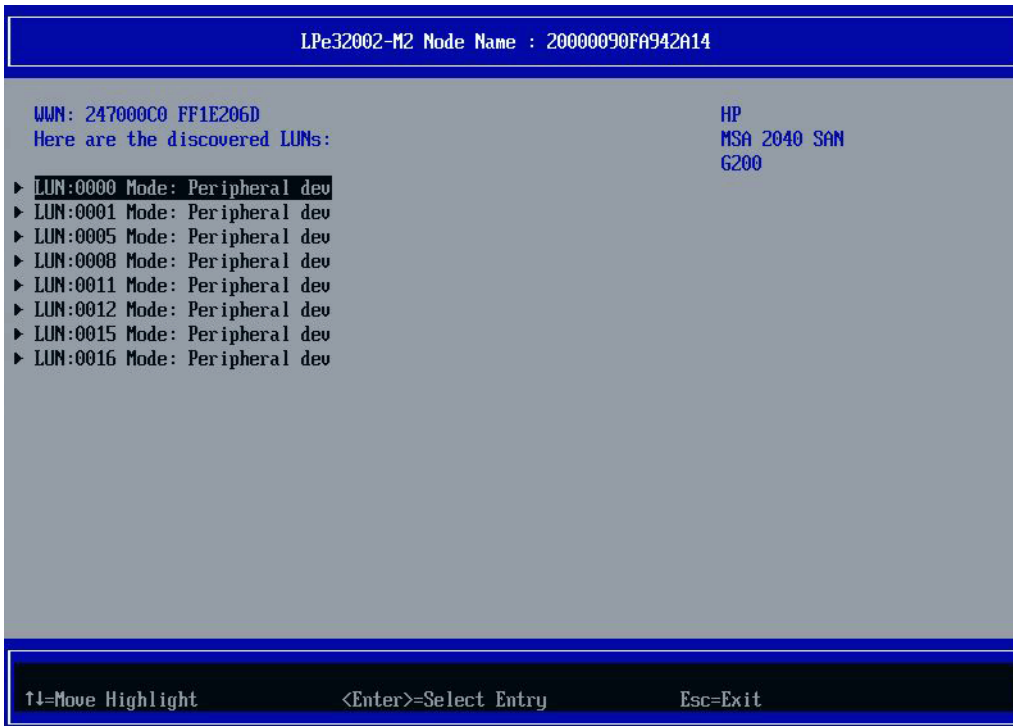 LPe32002-M2 Node Name : 20000090FA942A14
WWN: 247000C0 FF1E206D
HP
Here are the discovered LUNs:
MSA 2040 SAN
G200
LUN:0000 Mode: Peripheral dev
LUN:0001 Mode: Peripheral dev
LUN:0005 Mode: Peripheral dev
LUN:0008 Mode: Peripheral dev
LUN:0011 Mode: Peripheral dev
LUN:0012 Mode: Peripheral dev
LUN:0015 Mode: Peripheral dev
LUN:0016 Mode: Peripheral dev
↑↓=Move Highlight <Enter>=Select Entry Esc=Exit